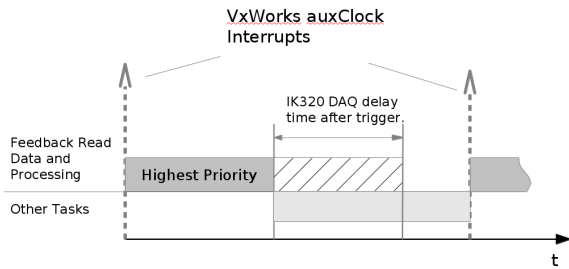 VxWorks auxClock
Interrupts
IK320 DAQ delay
time after trigger.
Feedback Read
Data and
Processing
Highest Priority
Other Tasks
t